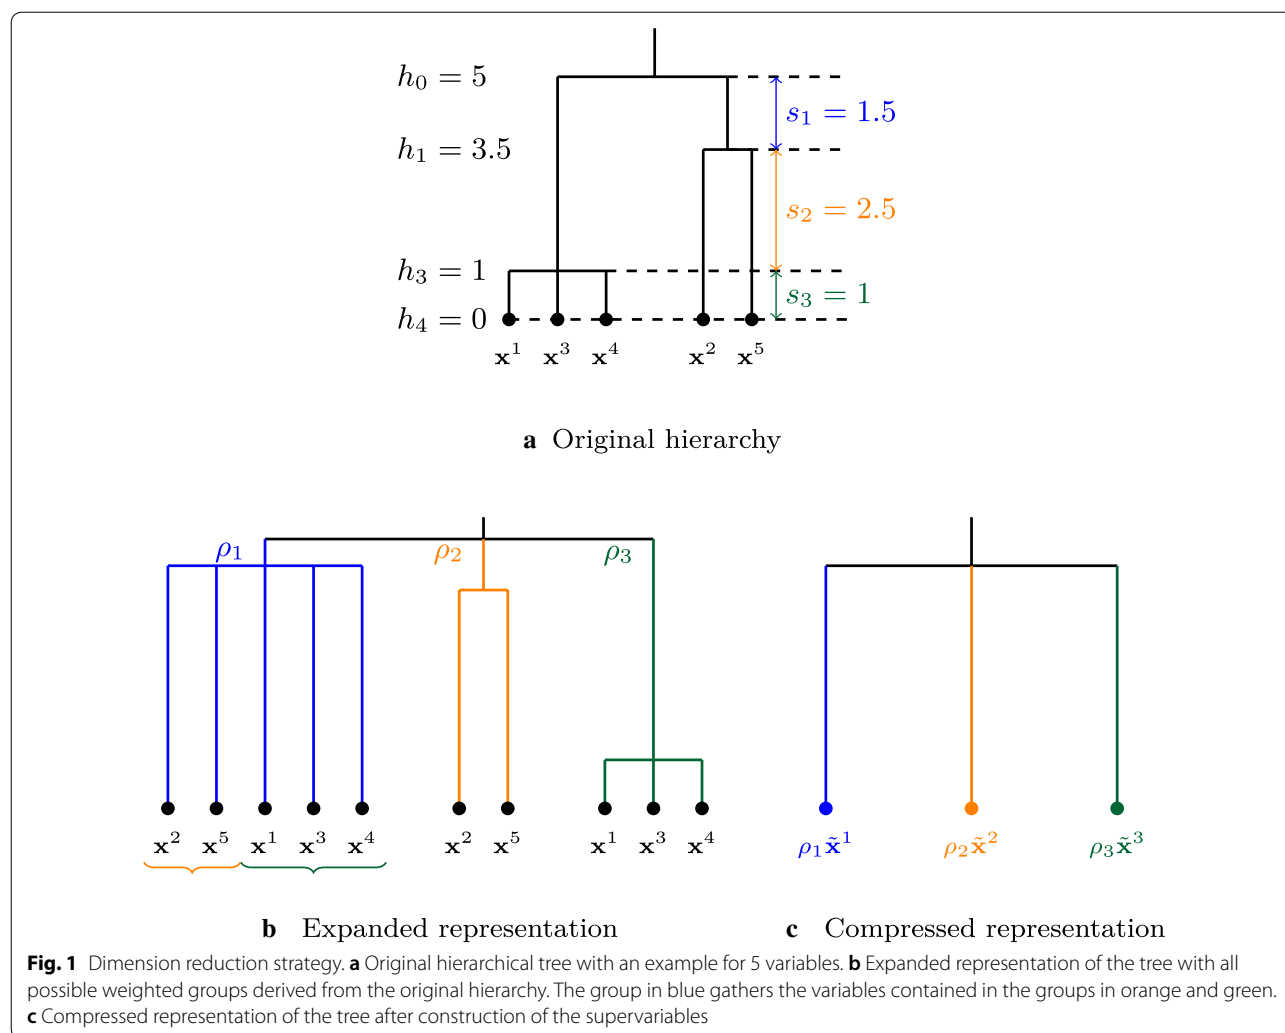 h₀ = 5
s₁ = 1.5
h₁ = 3.5
s₂ = 2.5
h₃ = 1
s₃ = 1
h₄ = 0
x¹ x³ x⁴ x² x⁵
a Original hierarchy
ρ₁ ρ₂ ρ₃
x² x⁵ x¹ x³ x⁴ x² x⁵ x¹ x³ x⁴
ρ₁x̃¹ ρ₂x̃² ρ₃x̃³
b Expanded representation
c Compressed representation
Fig. 1 Dimension reduction strategy. a Original hierarchical tree with an example for 5 variables. b Expanded representation of the tree with all
possible weighted groups derived from the original hierarchy. The group in blue gathers the variables contained in the groups in orange and green.
c Compressed representation of the tree after construction of the supervariables